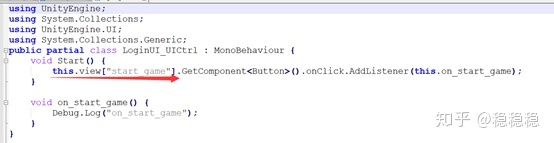 using UnityEngine;
using System.Collections;
using UnityEngine.UI;
using System.Collections.Generic;
public partial class LoginUI_UICtrl : MonoBehaviour {
    void Start() {
        this.view["start_game"].GetComponent<Button>().onClick.AddListener(this.on_start_game);
    }

    void on_start_game() {
        Debug.Log("on_start_game");
    }
}
知乎 @稳稳稳